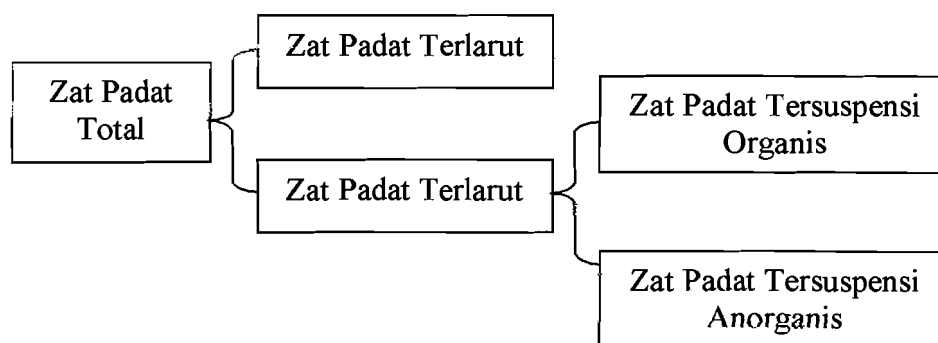 Zat Padat
Total
Zat Padat Terlarut
Zat Padat Terlarut
Zat Padat Tersuspensi
Organis
Zat Padat Tersuspensi
Anorganis